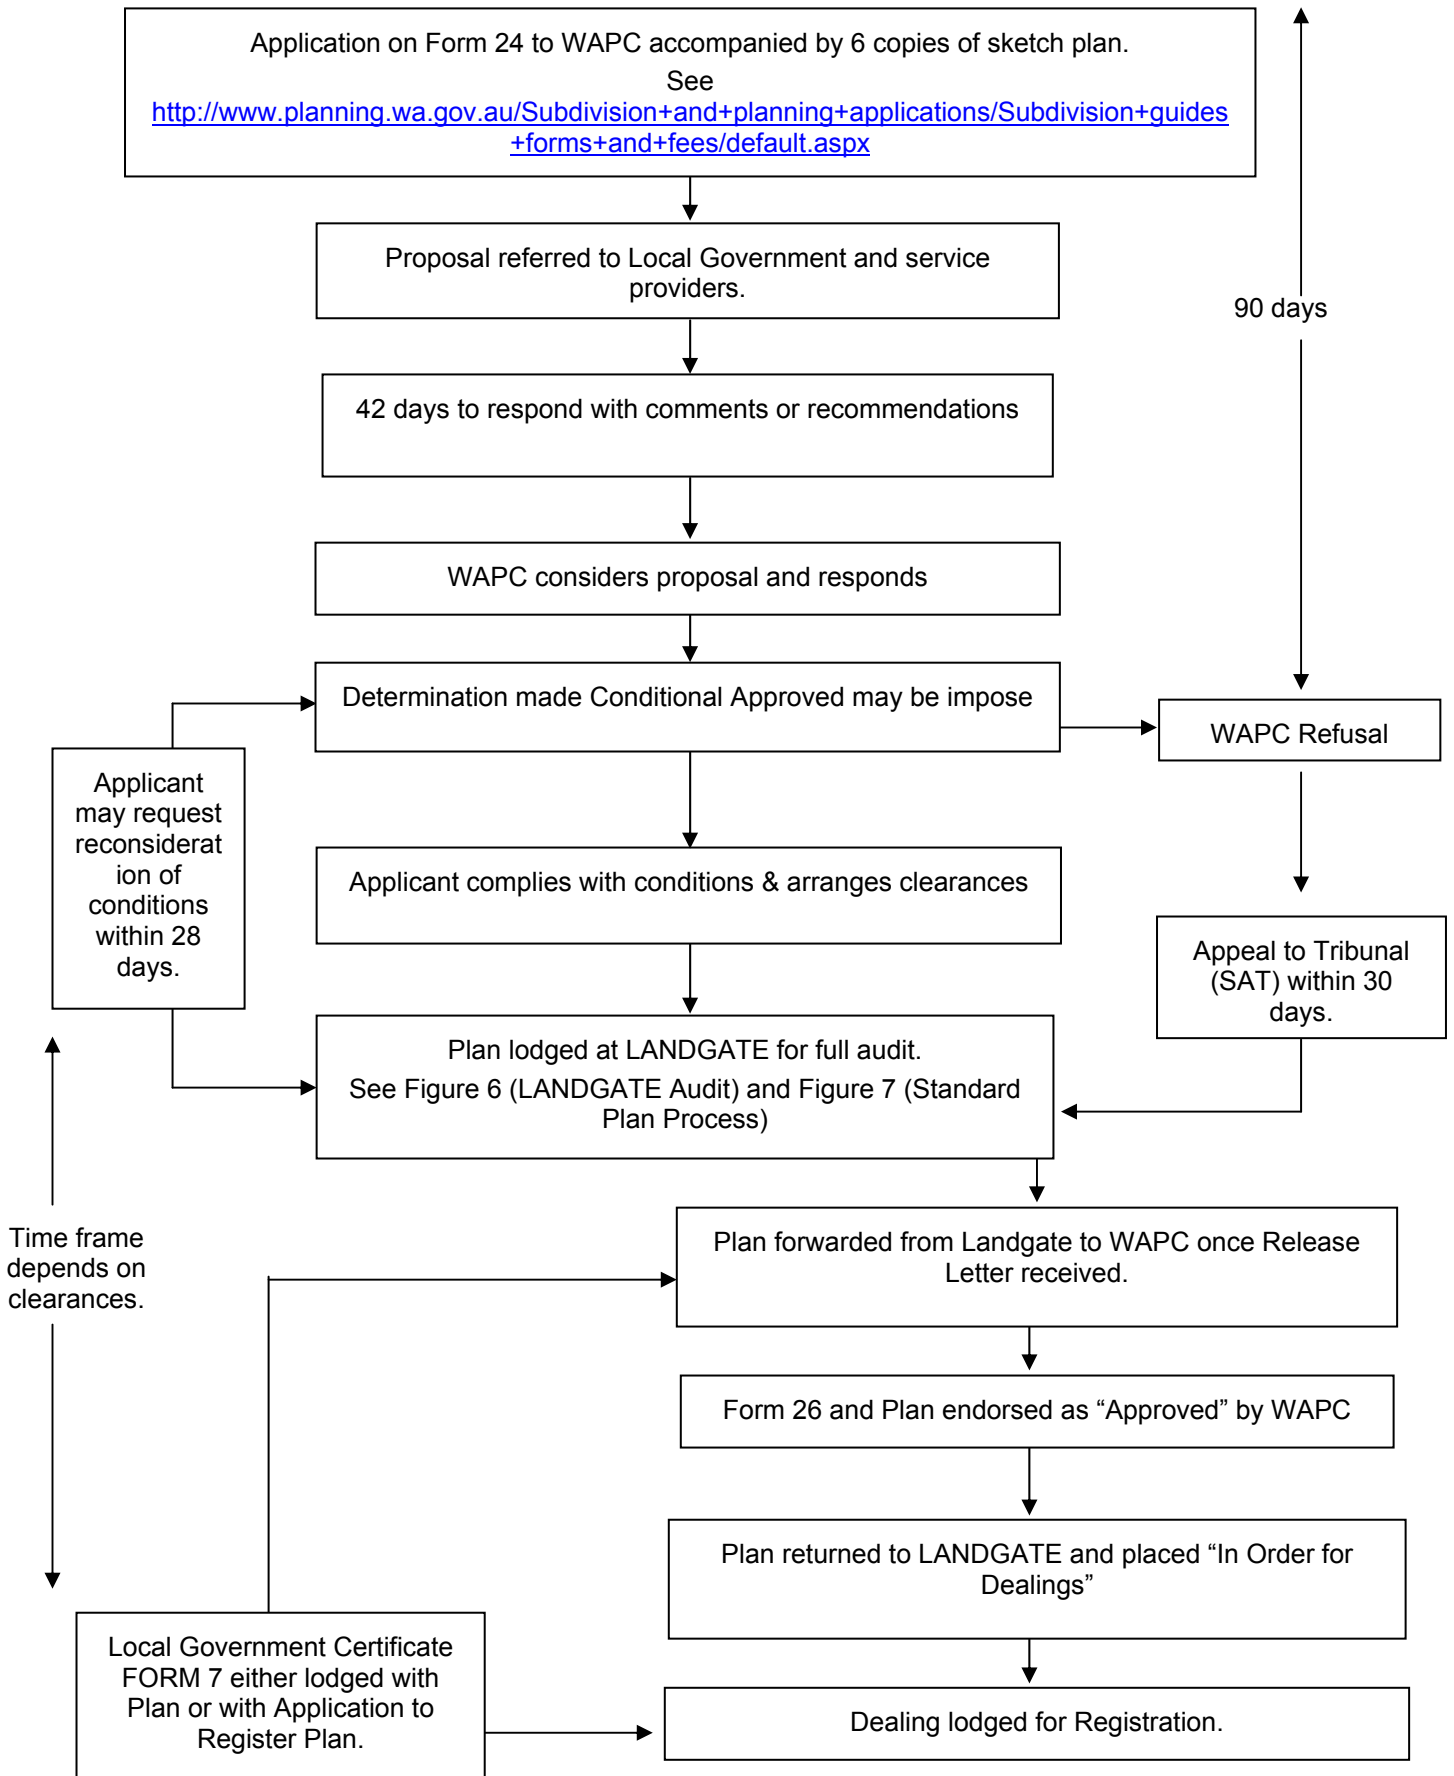 Application on Form 24 to WAPC accompanied by 6 copies of sketch plan.
See
http://www.planning.wa.gov.au/Subdivision+and+planning+applications/Subdivision+guides
+forms+and+fees/default.aspx
Proposal referred to Local Government and service
providers.
90 days
42 days to respond with comments or recommendations
WAPC considers proposal and responds
Determination made Conditional Approved may be impose
WAPC Refusal
Applicant
may request
reconsiderat
ion of
conditions
within 28
days.
Applicant complies with conditions & arranges clearances
Appeal to Tribunal
(SAT) within 30
days.
Plan lodged at LANDGATE for full audit.
See Figure 6 (LANDGATE Audit) and Figure 7 (Standard
Plan Process)
Time frame
depends on
clearances.
Plan forwarded from Landgate to WAPC once Release
Letter received.
Form 26 and Plan endorsed as “Approved” by WAPC
Plan returned to LANDGATE and placed “In Order for
Dealings”
Local Government Certificate
FORM 7 either lodged with
Plan or with Application to
Register Plan.
Dealing lodged for Registration.